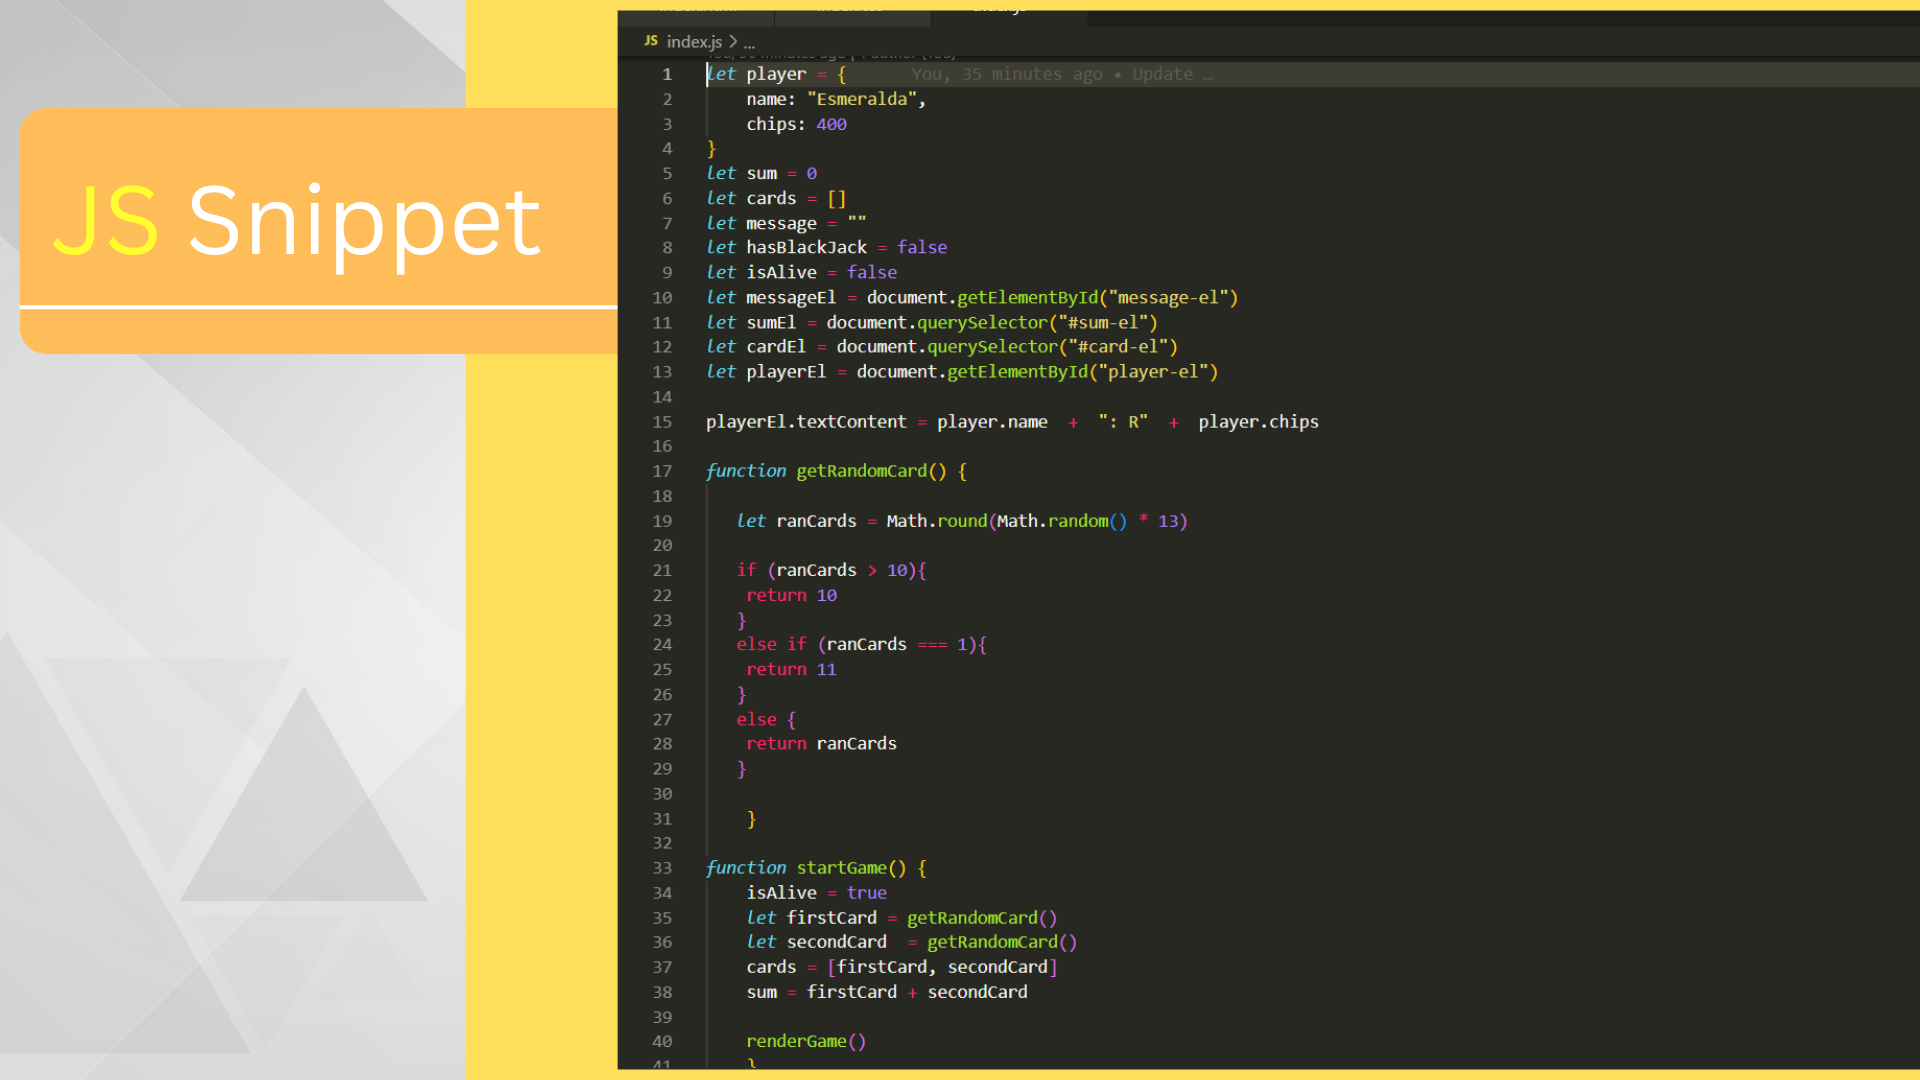 JS Snippet
JS index.js > ...
1 let player = { You, 35 minutes ago • Update …
2 name: "Esmeralda",
3 chips: 400
4 }
5 let sum = 0
6 let cards = []
7 let message = ""
8 let hasBlackJack = false
9 let isAlive = false
10 let messageEl = document.getElementById("message-el")
11 let sumEl = document.querySelector("#sum-el")
12 let cardEl = document.querySelector("#card-el")
13 let playerEl = document.getElementById("player-el")
14
15 playerEl.textContent = player.name + ": R" + player.chips
16
17 function getRandomCard() {
18
19 let ranCards = Math.round(Math.random() * 13)
20
21 if (ranCards > 10){
22 return 10
23 }
24 else if (ranCards === 1){
25 return 11
26 }
27 else {
28 return ranCards
29 }
30
31 }
32
33 function startGame() {
34 isAlive = true
35 let firstCard = getRandomCard()
36 let secondCard = getRandomCard()
37 cards = [firstCard, secondCard]
38 sum = firstCard + secondCard
39
40 renderGame()
41 }